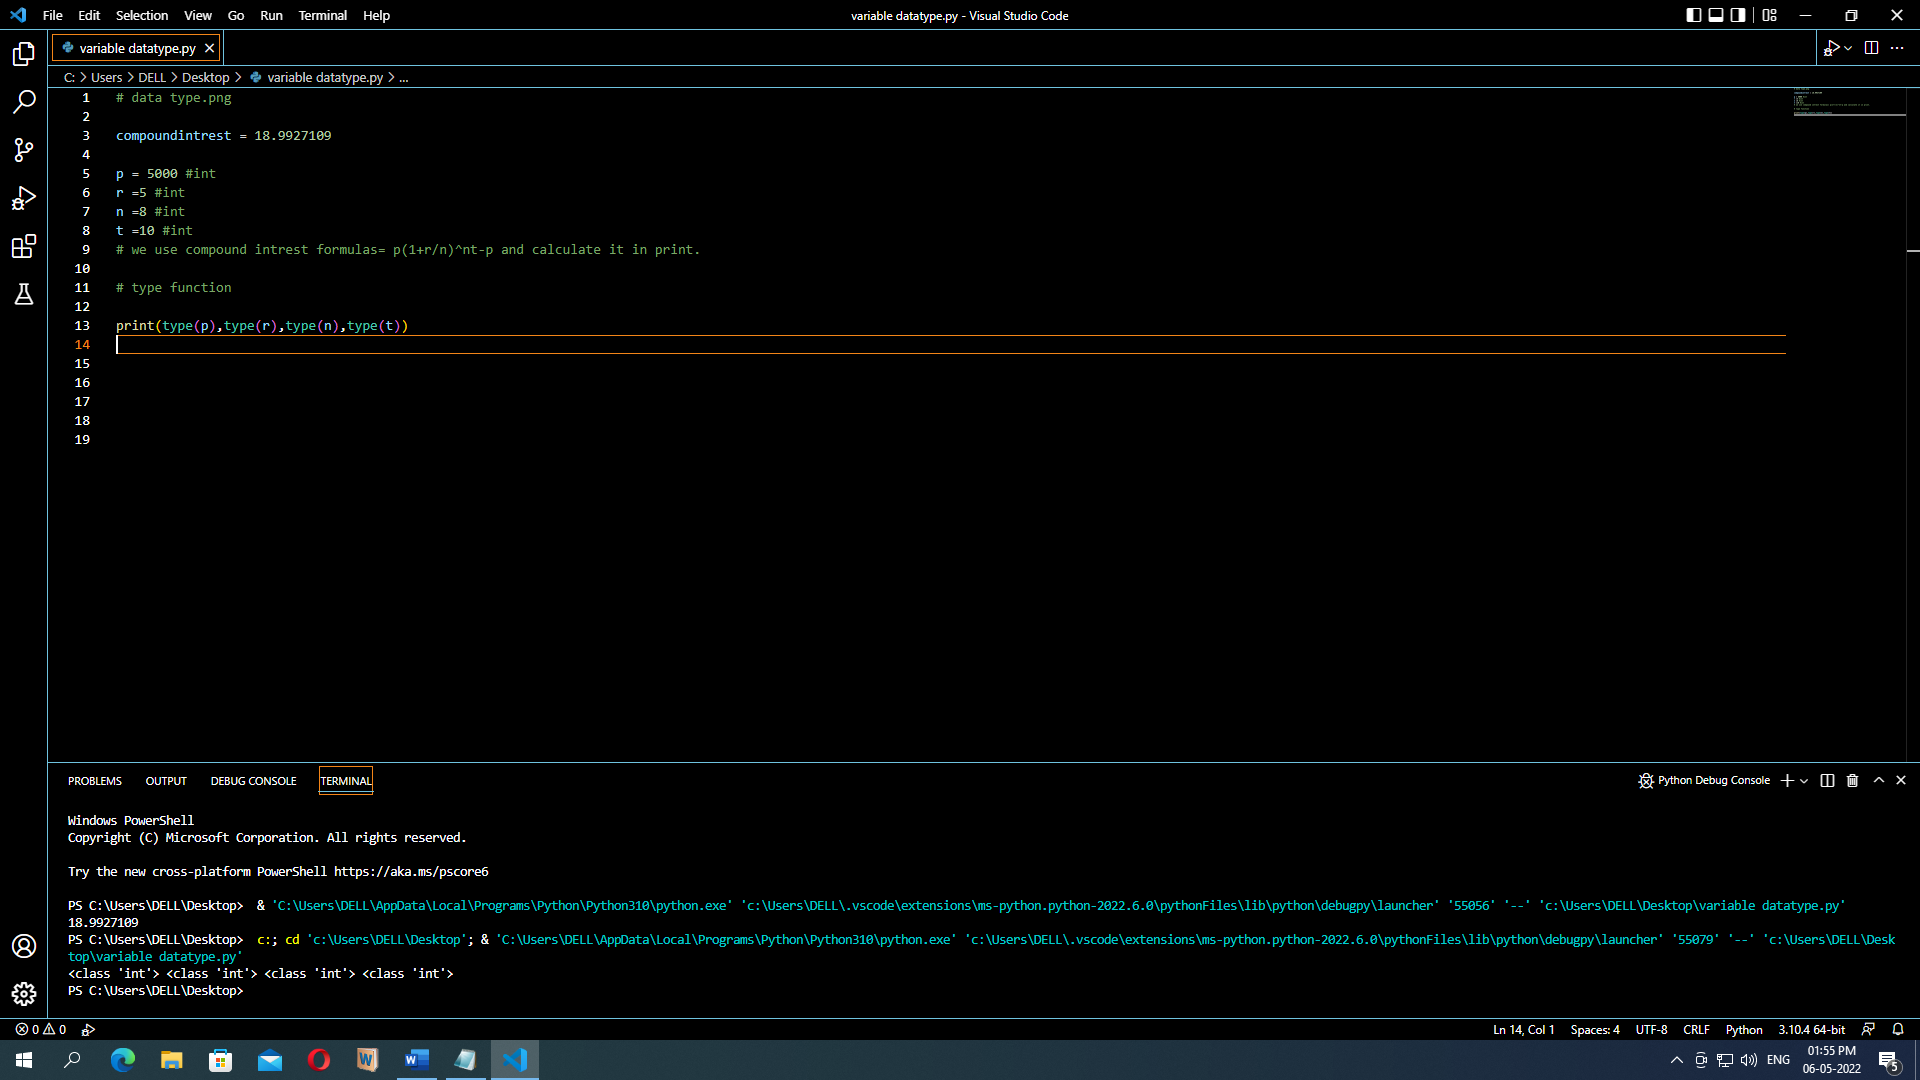 File Edit Selection View Go Run Terminal Help
variable datatype.py - Visual Studio Code
variable datatype.py
C: > Users > DELL > Desktop > variable datatype.py > ...
1 # data type.png
2
3 compoundintrest = 18.9927109
4
5 p = 5000 #int
6 r =5 #int
7 n =8 #int
8 t =10 #int
9 # we use compound intrest formulas= p(1+r/n)^nt-p and calculate it in print.
10
11 # type function
12
13 print(type(p),type(r),type(n),type(t))
14
15
16
17
18
19
PROBLEMS OUTPUT DEBUG CONSOLE TERMINAL
Python Debug Console
Windows PowerShell
Copyright (C) Microsoft Corporation. All rights reserved.
Try the new cross-platform PowerShell https://aka.ms/pscore6
PS C:\Users\DELL\Desktop>  & 'C:\Users\DELL\AppData\Local\Programs\Python\Python310\python.exe' 'c:\Users\DELL\.vscode\extensions\ms-python.python-2022.6.0\pythonFiles\lib\python\debugpy\launcher' '55056' '--' 'c:\Users\DELL\Desktop\variable datatype.py'
18.9927109
PS C:\Users\DELL\Desktop>  c:; cd 'c:\Users\DELL\Desktop'; & 'C:\Users\DELL\AppData\Local\Programs\Python\Python310\python.exe' 'c:\Users\DELL\.vscode\extensions\ms-python.python-2022.6.0\pythonFiles\lib\python\debugpy\launcher' '55079' '--' 'c:\Users\DELL\Desk
top\variable datatype.py'
<class 'int'> <class 'int'> <class 'int'> <class 'int'>
PS C:\Users\DELL\Desktop>
0 0
Ln 14, Col 1 Spaces: 4 UTF-8 CRLF Python 3.10.4 64-bit
ENG
01:55 PM
06-05-2022
5